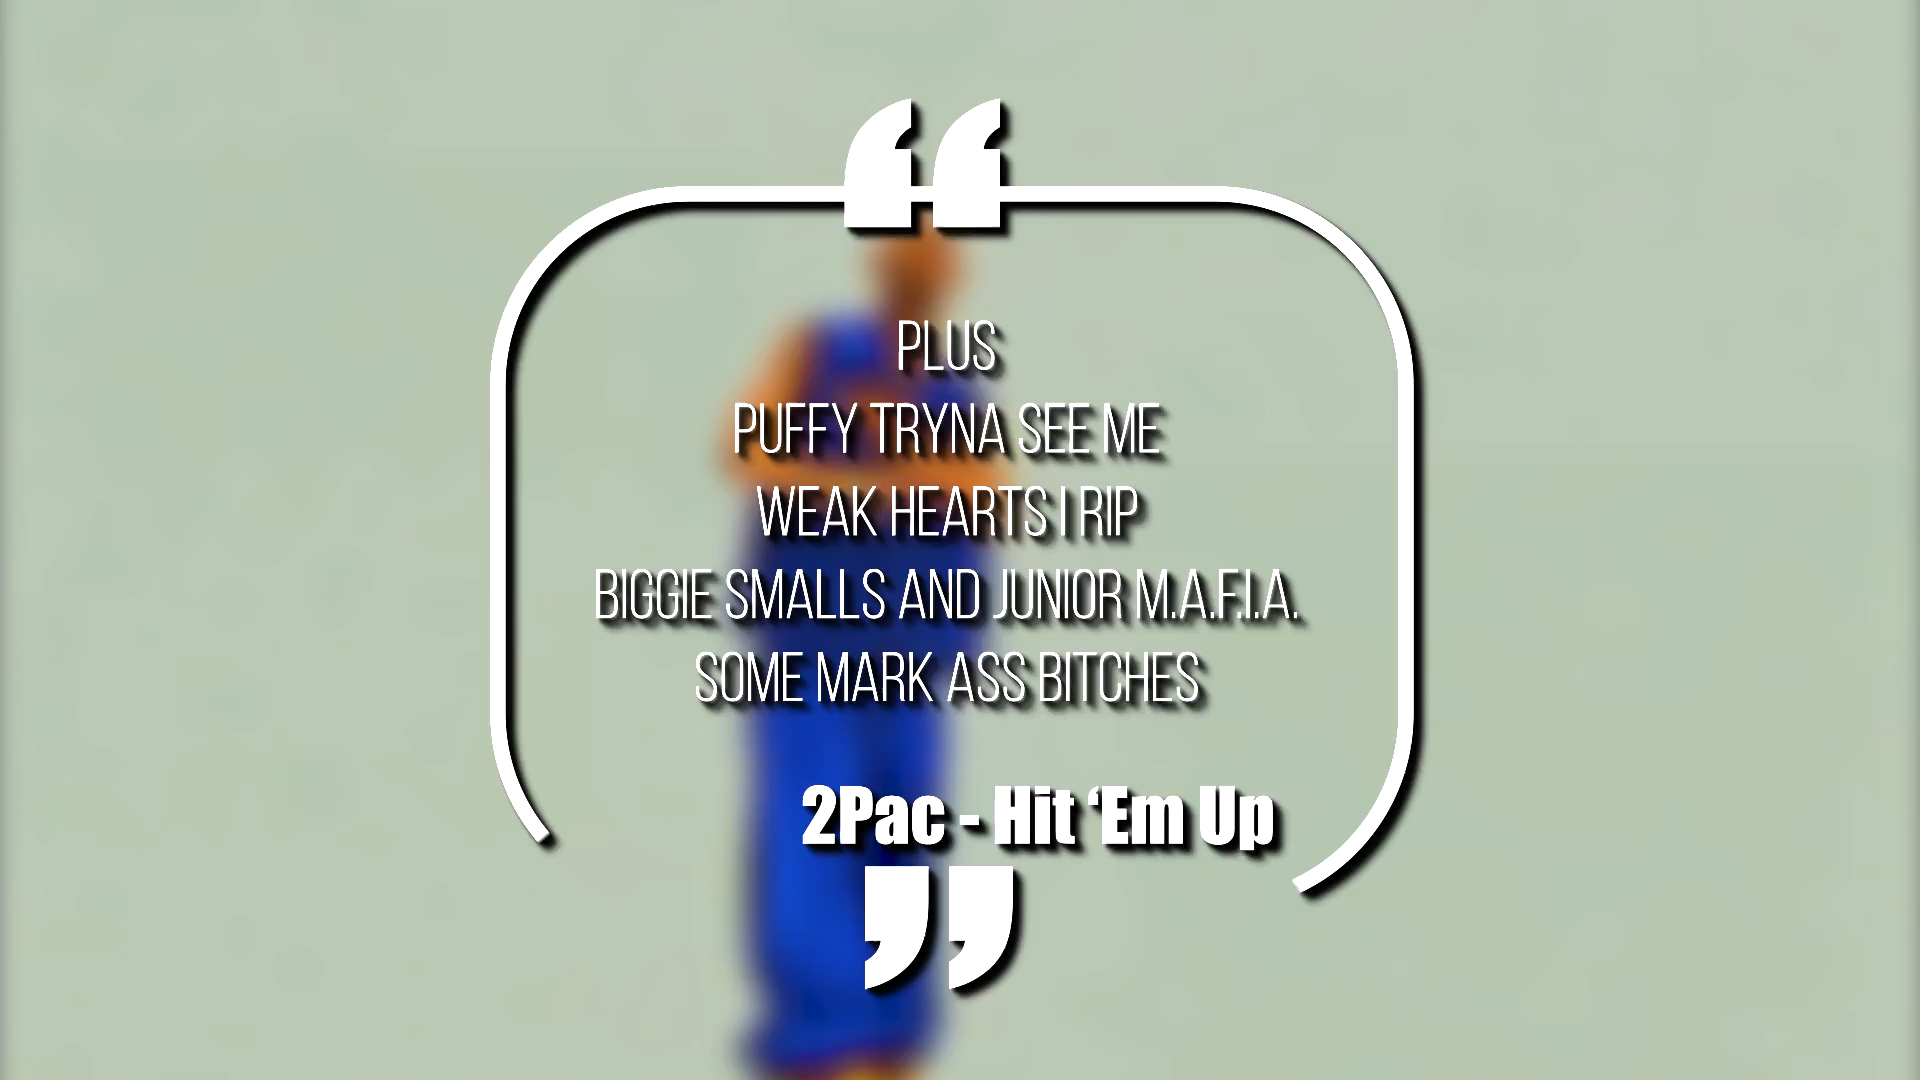 “
PLUS
PUFFY TRYNA SEE ME
WEAK HEARTS I RIP
BIGGIE SMALLS AND JUNIOR M.A.F.I.A.
SOME MARK ASS BITCHES
2Pac - Hit ‘Em Up
”